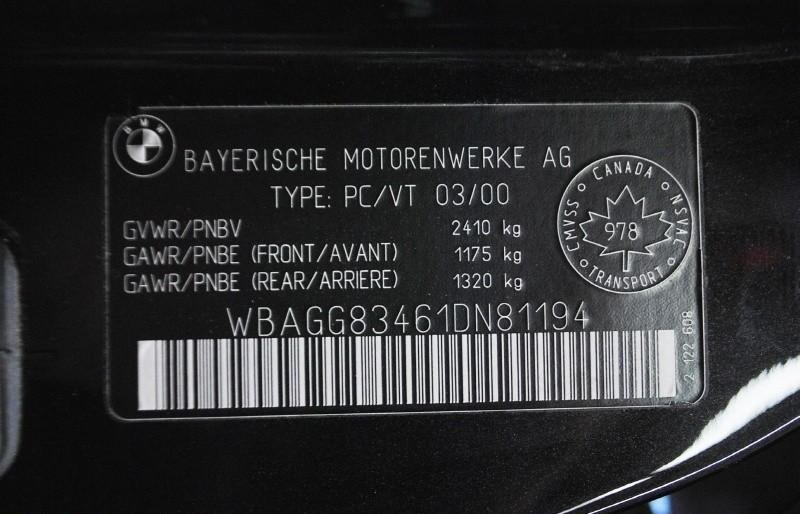 BMW
BAYERISCHE MOTORENWERKE AG
TYPE: PC/VT 03/00
GVWR/PNBV 2410 kg
GAWR/PNBE (FRONT/AVANT) 1175 kg
GAWR/PNBE (REAR/ARRIERE) 1320 kg
CANADA
CMVSS
NSVAC
978
TRANSPORT
WBAGG83461DN81194
2 122 608